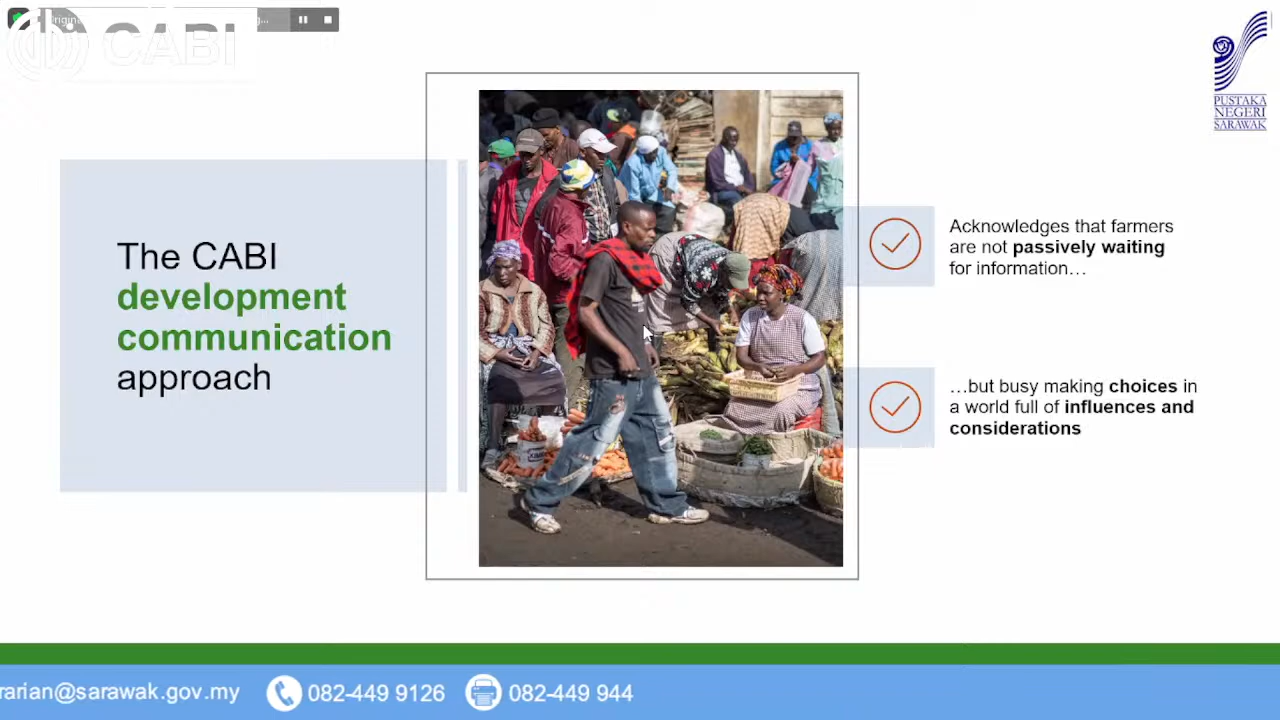 CABI
PUSTAKA
NEGERI
SARAWAK
The CABI
development
communication
approach
Acknowledges that farmers
are not passively waiting
for information…
…but busy making choices in
a world full of influences and
considerations
rarian@sarawak.gov.my 082-449 9126 082-449 944